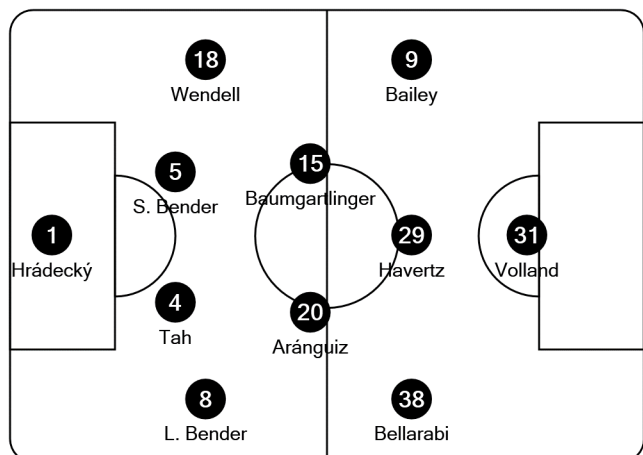 18
Wendell
9
Bailey
5
S. Bender
15
Baumgartlinger
1
Hrádecký
29
Havertz
31
Volland
4
Tah
20
Aránguiz
8
L. Bender
38
Bellarabi